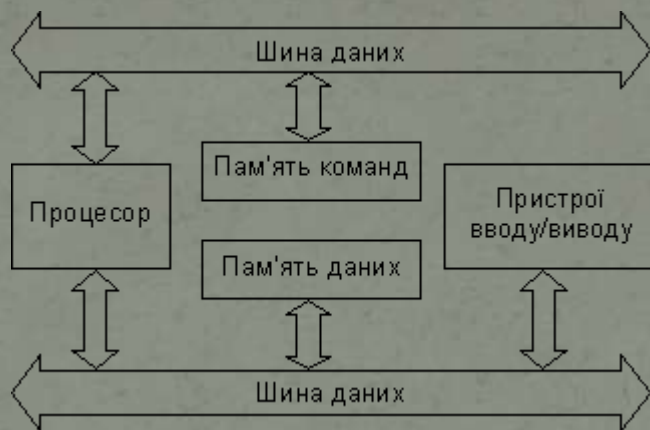 Шина даних
Пам'ять команд
Процесор
Пристрої
вводу/виводу
Пам'ять даних
Шина даних